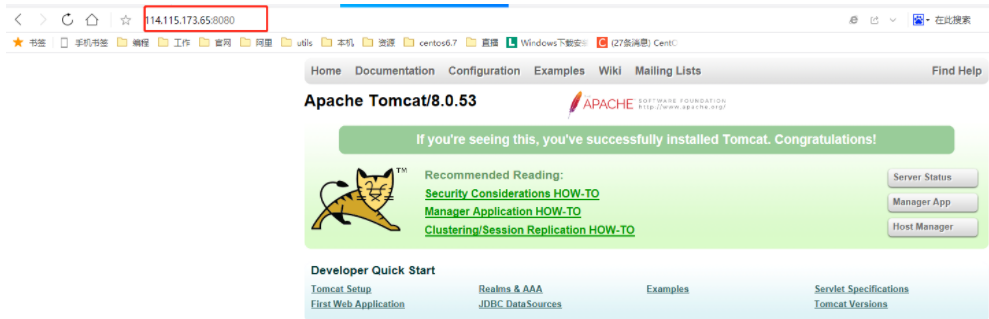 114.115.173.65:8080
在此搜索
书签 手机书签 编程 工作 官网 阿里 utils 本机 资源 centos6.7 直播 Windows下载安 (27条消息) CentC
Home Documentation Configuration Examples Wiki Mailing Lists Find Help
Apache Tomcat/8.0.53
APACHE SOFTWARE FOUNDATION
http://www.apache.org/
If you're seeing this, you've successfully installed Tomcat. Congratulations!
TM
Recommended Reading:
Security Considerations HOW-TO
Manager Application HOW-TO
Clustering/Session Replication HOW-TO
Server Status
Manager App
Host Manager
Developer Quick Start
Tomcat Setup Realms & AAA Examples Servlet Specifications
First Web Application JDBC DataSources Tomcat Versions